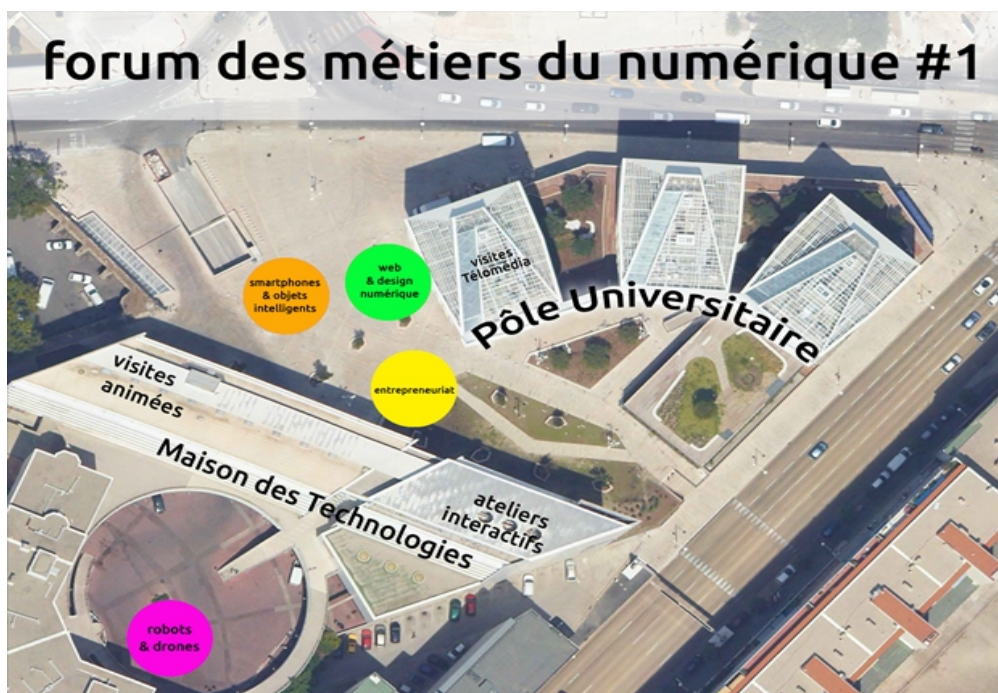 forum des métiers du numérique #1
visites
Télomédia
web
& design
numérique
smartphones
& objets
intelligents
Pôle Universitaire
entrepreneuriat
visites
animées
Maison des Technologies
ateliers
interactifs
robots
& drones